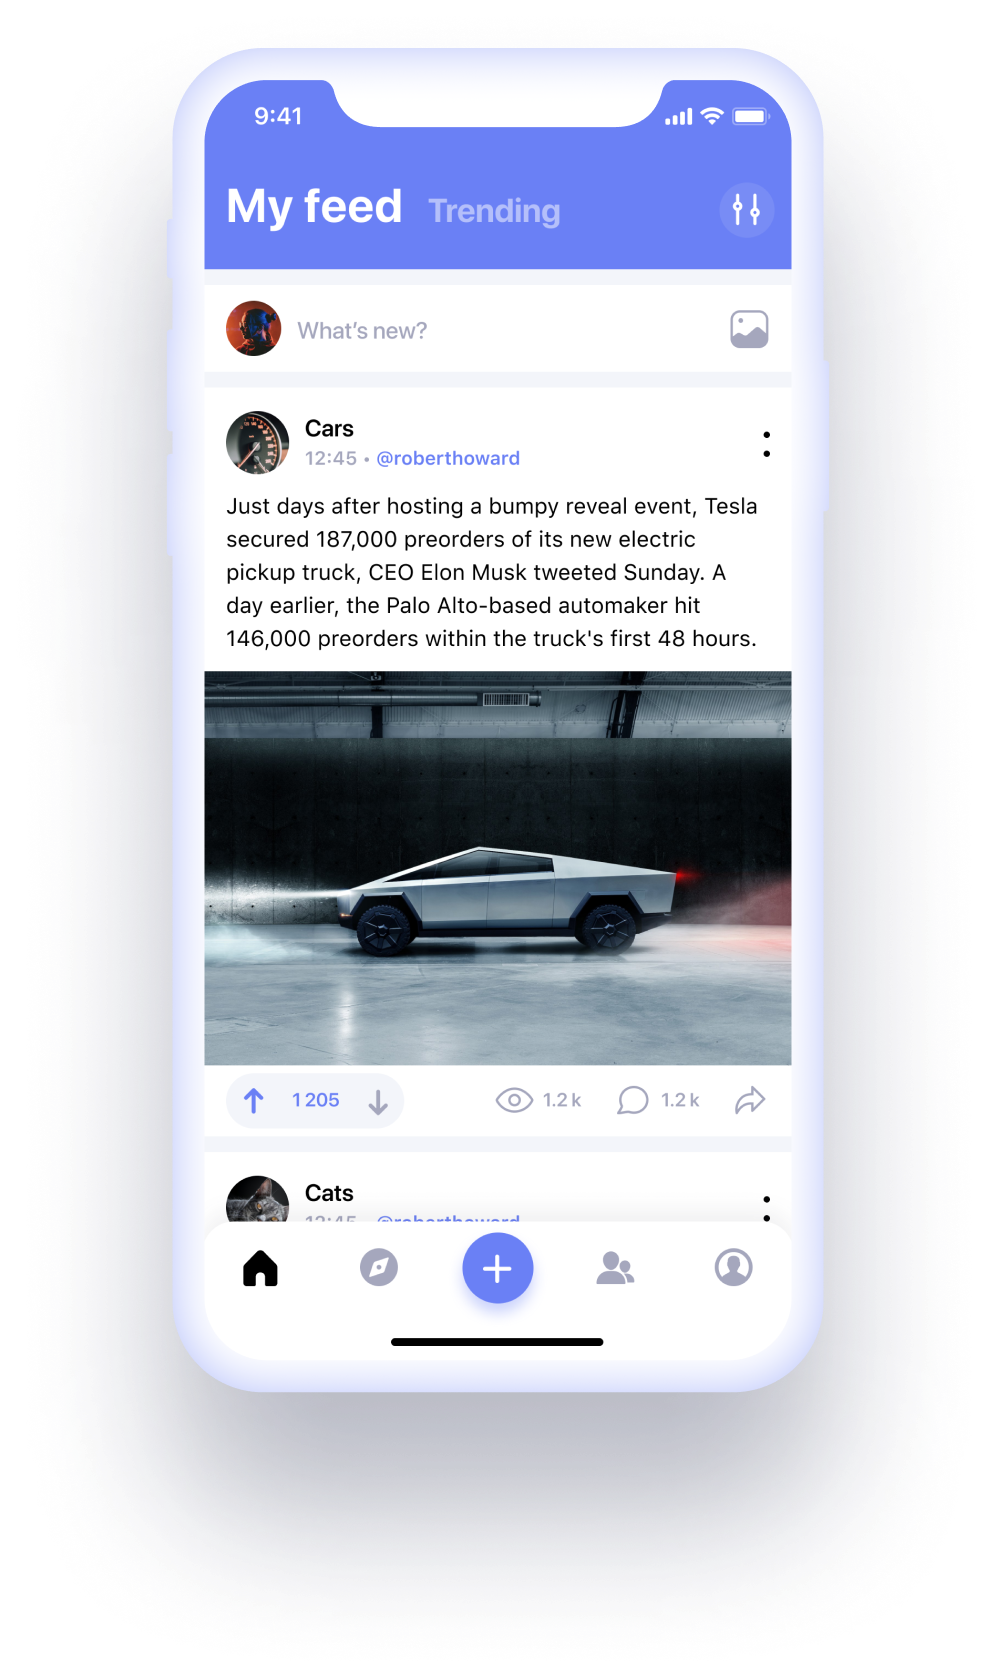 9:41
My feed Trending
What's new?
Cars
12:45 • @roberthoward
Just days after hosting a bumpy reveal event, Tesla
secured 187,000 preorders of its new electric
pickup truck, CEO Elon Musk tweeted Sunday. A
day earlier, the Palo Alto-based automaker hit
146,000 preorders within the truck's first 48 hours.
1 205 1.2 k 1.2 k
Cats
12:45 @roberthoward